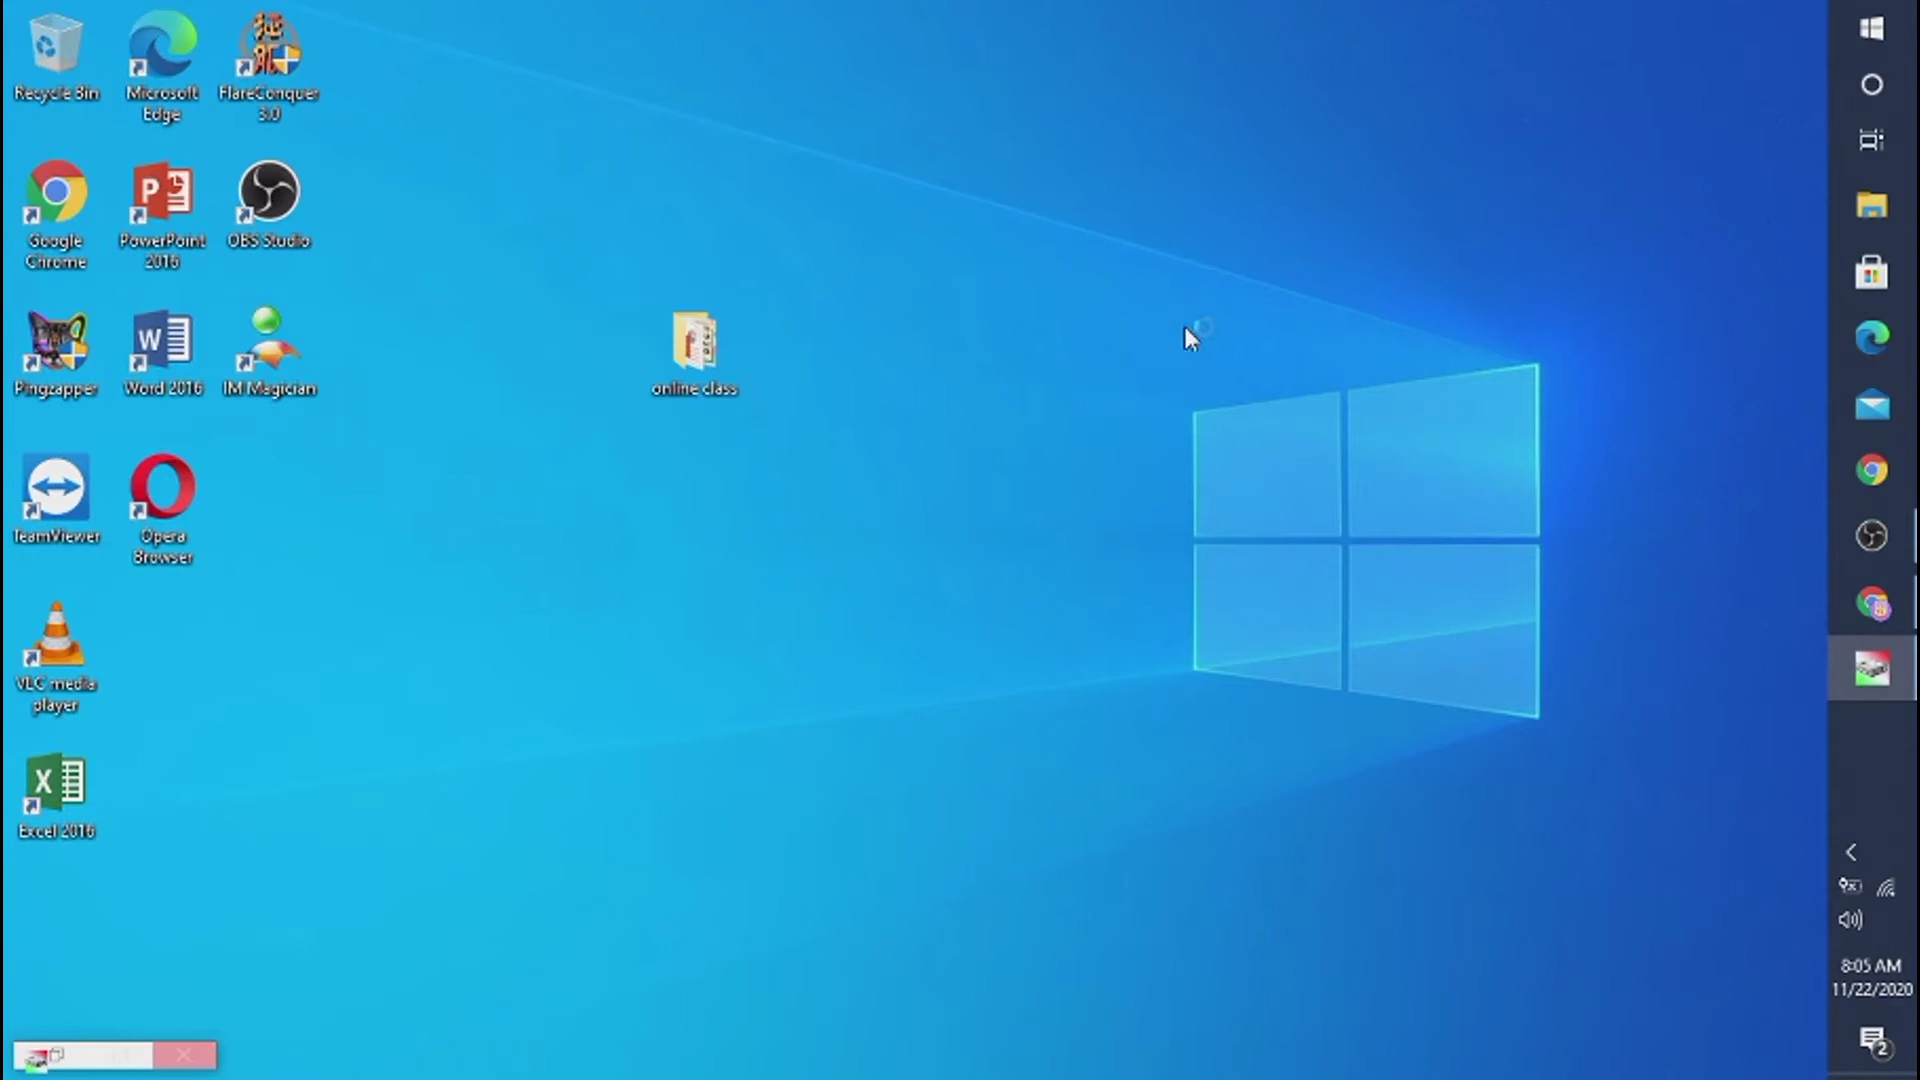 Recycle Bin
Microsoft
Edge
FlareConquer
3.0
Google
Chrome
PowerPoint
2016
OBS Studio
Pingzapper
Word 2016
IM Magician
online class
TeamViewer
Opera
Browser
VLC media
player
Excel 2016
8:05 AM
11/22/2020
2